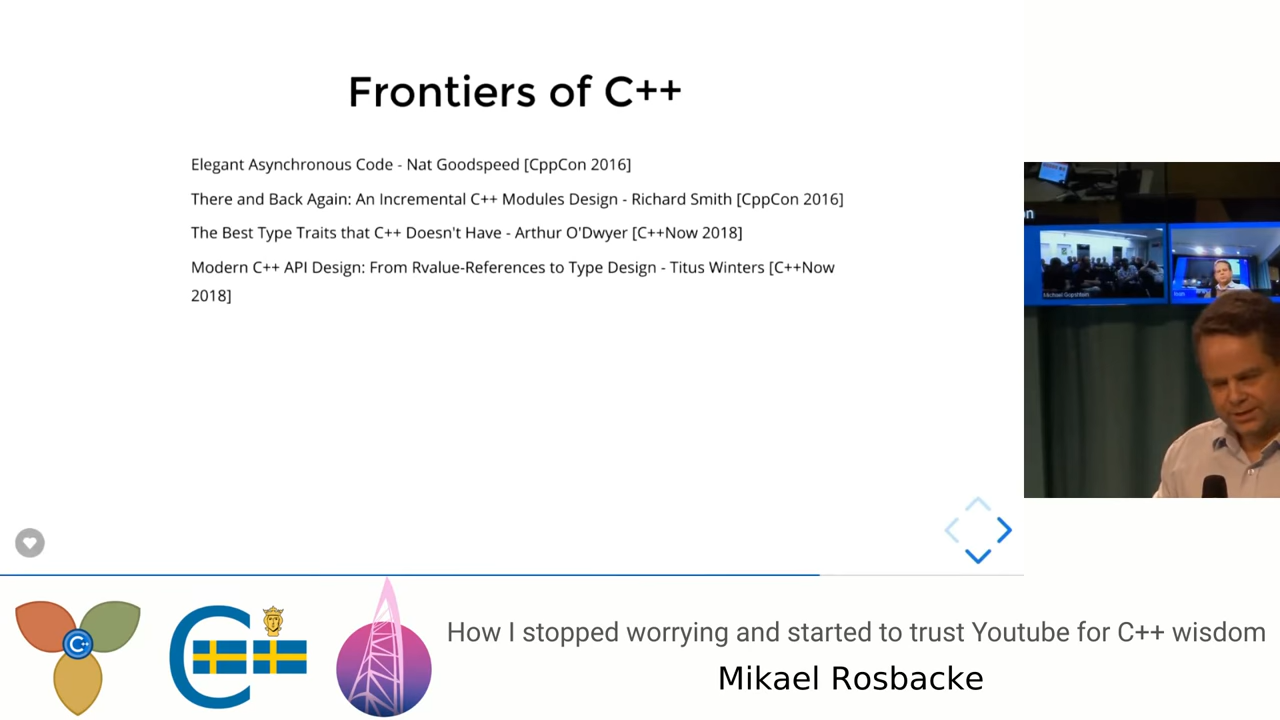 Frontiers of C++
Elegant Asynchronous Code - Nat Goodspeed [CppCon 2016]
There and Back Again: An Incremental C++ Modules Design - Richard Smith [CppCon 2016]
The Best Type Traits that C++ Doesn't Have - Arthur O'Dwyer [C++Now 2018]
Modern C++ API Design: From Rvalue-References to Type Design - Titus Winters [C++Now
2018]
on
C++
C++
How I stopped worrying and started to trust Youtube for C++ wisdom
Mikael Rosbacke